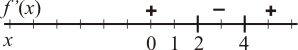 f’(x) + − +
x 0 1 2 4